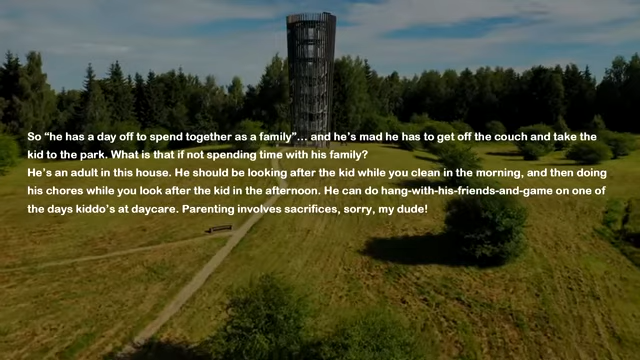 So "he has a day off to spend together as a family"... and he's mad he has to get off the couch and take the
kid to the park. What is that if not spending time with his family?
He's an adult in this house. He should be looking after the kid while you clean in the morning, and then doing
his chores while you look after the kid in the afternoon. He can do hang-with-his-friends-and-game on one of
the days kiddo's at daycare. Parenting involves sacrifices, sorry, my dude!